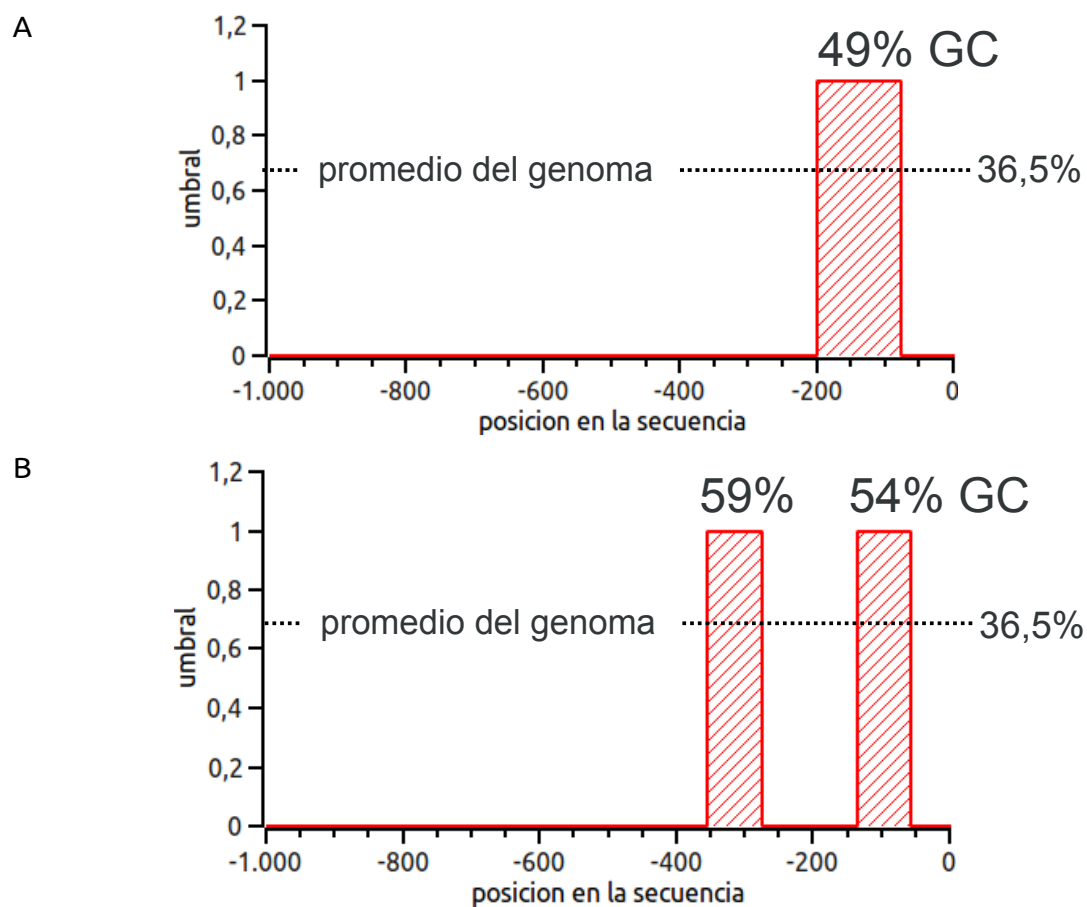 A
1,2
49% GC
1
0,8
promedio del genoma
36,5%
0,6
umbral
0,4
0,2
0
-1.000 -800 -600 -400 -200 0
posicion en la secuencia
B
1,2
59% 54% GC
1
0,8
promedio del genoma
36,5%
0,6
umbral
0,4
0,2
0
-1.000 -800 -600 -400 -200 0
posicion en la secuencia